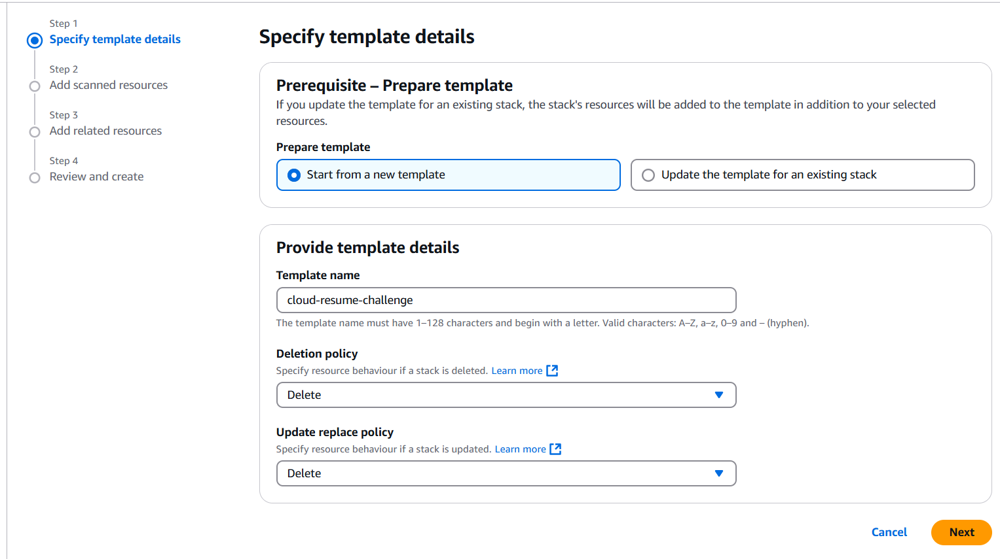 Step 1
Specify template details
Step 2
Add scanned resources
Step 3
Add related resources
Step 4
Review and create
Specify template details
Prerequisite – Prepare template
If you update the template for an existing stack, the stack's resources will be added to the template in addition to your selected
resources.
Prepare template
Start from a new template
Update the template for an existing stack
Provide template details
Template name
cloud-resume-challenge
The template name must have 1–128 characters and begin with a letter. Valid characters: A–Z, a–z, 0–9 and – (hyphen).
Deletion policy
Specify resource behaviour if a stack is deleted. Learn more
Delete
Update replace policy
Specify resource behaviour if a stack is updated. Learn more
Delete
Cancel
Next